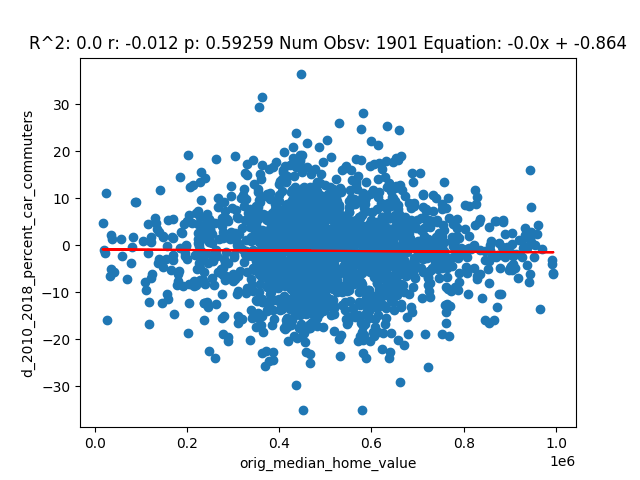 R^2: 0.0 r: -0.012 p: 0.59259 Num Obsv: 1901 Equation: -0.0x + -0.864
d_2010_2018_percent_car_commuters
30
20
10
0
−10
−20
−30
0.0 0.2 0.4 0.6 0.8 1.0
1e6
orig_median_home_value